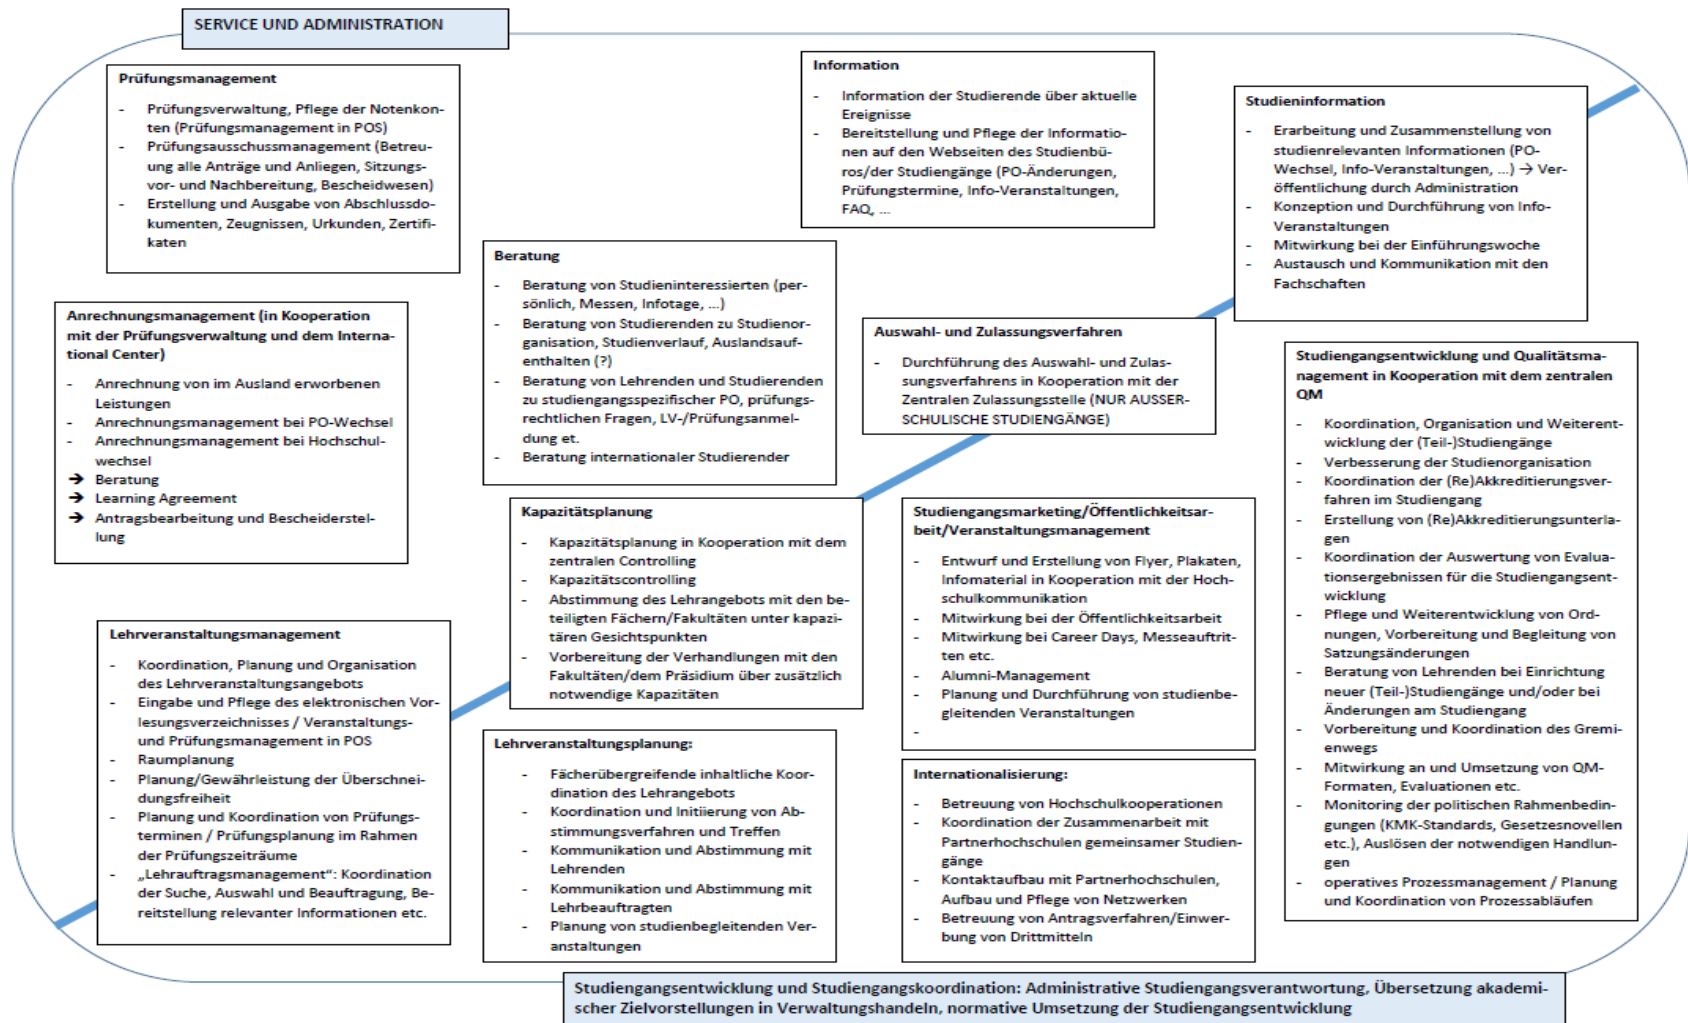 SERVICE UND ADMINISTRATION
Prüfungsmanagement
- Prüfungsverwaltung, Pflege der Notenkon-
ten (Prüfungsmanagement in POS)
- Prüfungsausschussmanagement (Betreu-
ung alle Anträge und Anliegen, Sitzungs-
vor- und Nachbereitung, Bescheidwesen)
- Erstellung und Ausgabe von Abschlussdo-
kumenten, Zeugnissen, Urkunden, Zertifi-
katen
Information
- Information der Studierende über aktuelle
Ereignisse
- Bereitstellung und Pflege der Informatio-
nen auf den Webseiten des Studienbü-
ros/der Studiengänge (PO-Änderungen,
Prüfungstermine, Info-Veranstaltungen,
FAQ, ...
Studieninformation
- Erarbeitung und Zusammenstellung von
studienrelevanten Informationen (PO-
Wechsel, Info-Veranstaltungen, ...) → Ver-
öffentlichung durch Administration
- Konzeption und Durchführung von Info-
Veranstaltungen
- Mitwirkung bei der Einführungswoche
- Austausch und Kommunikation mit den
Fachschaften
Beratung
- Beratung von Studieninteressierten (per-
sönlich, Messen, Infotage, ...)
- Beratung von Studierenden zu Studienor-
ganisation, Studienverlauf, Auslandsauf-
enthalten (?)
- Beratung von Lehrenden und Studierenden
zu studiengangsspezifischer PO, prüfungs-
rechtlichen Fragen, LV-/Prüfungsanmel-
dung et.
- Beratung internationaler Studierender
Anrechnungsmanagement (in Kooperation
mit der Prüfungsverwaltung und dem Interna-
tional Center)
- Anrechnung von im Ausland erworbenen
Leistungen
- Anrechnungsmanagement bei PO-Wechsel
- Anrechnungsmanagement bei Hochschul-
wechsel
→ Beratung
→ Learning Agreement
→ Antragsbearbeitung und Bescheiderstel-
lung
Auswahl- und Zulassungsverfahren
- Durchführung des Auswahl- und Zulas-
sungsverfahrens in Kooperation mit der
Zentralen Zulassungsstelle (NUR AUSSER-
SCHULISCHE STUDIENGÄNGE)
Studiengangsentwicklung und Qualitätsma-
nagement in Kooperation mit dem zentralen
QM
- Koordination, Organisation und Weiterent-
wicklung der (Teil-)Studiengänge
- Verbesserung der Studienorganisation
- Koordination der (Re)Akkreditierungsver-
fahren im Studiengang
- Erstellung von (Re)Akkreditierungsunterla-
gen
- Koordination der Auswertung von Evalua-
tionsergebnissen für die Studiengangsent-
wicklung
- Pflege und Weiterentwicklung von Ord-
nungen, Vorbereitung und Begleitung von
Satzungsänderungen
- Beratung von Lehrenden bei Einrichtung
neuer (Teil-)Studiengänge und/oder bei
Änderungen am Studiengang
- Vorbereitung und Koordination des Gremi-
enwegs
- Mitwirkung an und Umsetzung von QM-
Formaten, Evaluationen etc.
- Monitoring der politischen Rahmenbedin-
gungen (KMK-Standards, Gesetzesnovellen
etc.), Auslösen der notwendigen Handlun-
gen
- operatives Prozessmanagement / Planung
und Koordination von Prozessabläufen
Kapazitätsplanung
- Kapazitätsplanung in Kooperation mit dem
zentralen Controlling
- Kapazitätscontrolling
- Abstimmung des Lehrangebots mit den be-
teiligten Fächern/Fakultäten unter kapazi-
tären Gesichtspunkten
- Vorbereitung der Verhandlungen mit den
Fakultäten/dem Präsidium über zusätzlich
notwendige Kapazitäten
Studiengangsmarketing/Öffentlichkeitsar-
beit/Veranstaltungsmanagement
- Entwurf und Erstellung von Flyer, Plakaten,
Infomaterial in Kooperation mit der Hoch-
schulkommunikation
- Mitwirkung bei der Öffentlichkeitsarbeit
- Mitwirkung bei Career Days, Messeauftrit-
ten etc.
- Alumni-Management
- Planung und Durchführung von studienbe-
gleitenden Veranstaltungen
-
Lehrveranstaltungsmanagement
- Koordination, Planung und Organisation
des Lehrveranstaltungsangebots
- Eingabe und Pflege des elektronischen Vor-
lesungsverzeichnisses / Veranstaltungs-
und Prüfungsmanagement in POS
- Raumplanung
- Planung/Gewährleistung der Überschnei-
dungsfreiheit
- Planung und Koordination von Prüfungs-
terminen / Prüfungsplanung im Rahmen
der Prüfungszeiträume
- „Lehrauftragsmanagement“: Koordination
der Suche, Auswahl und Beauftragung, Be-
reitstellung relevanter Informationen etc.
Lehrveranstaltungsplanung:
- Fächerübergreifende inhaltliche Koor-
dination des Lehrangebots
- Koordination und Initiierung von Ab-
stimmungsverfahren und Treffen
- Kommunikation und Abstimmung mit
Lehrenden
- Kommunikation und Abstimmung mit
Lehrbeauftragten
- Planung von studienbegleitenden Ver-
anstaltungen
Internationalisierung:
- Betreuung von Hochschulkooperationen
- Koordination der Zusammenarbeit mit
Partnerhochschulen gemeinsamer Studien-
gänge
- Kontaktaufbau mit Partnerhochschulen,
Aufbau und Pflege von Netzwerken
- Betreuung von Antragsverfahren/Einwer-
bung von Drittmitteln
Studiengangsentwicklung und Studiengangskoordination: Administrative Studiengangsverantwortung, Übersetzung akademi-
scher Zielvorstellungen in Verwaltungshandeln, normative Umsetzung der Studiengangsentwicklung